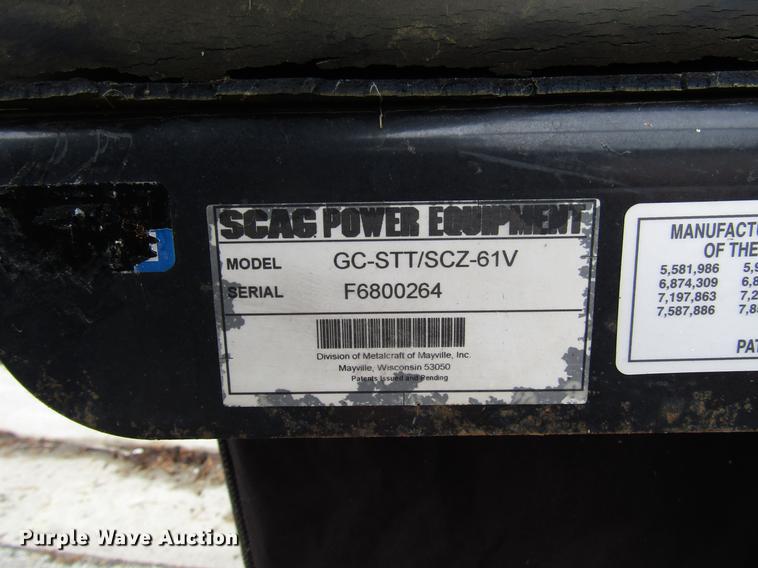 SCAG POWER EQUIPMENT
MODEL GC-STT/SCZ-61V
SERIAL F6800264
Division of Metalcraft of Mayville, Inc.
Mayville, Wisconsin 53050
Patents Issued and Pending
OF THE
5,581,986
6,874,309
7,197,863
7,587,886
Purple Wave Auction